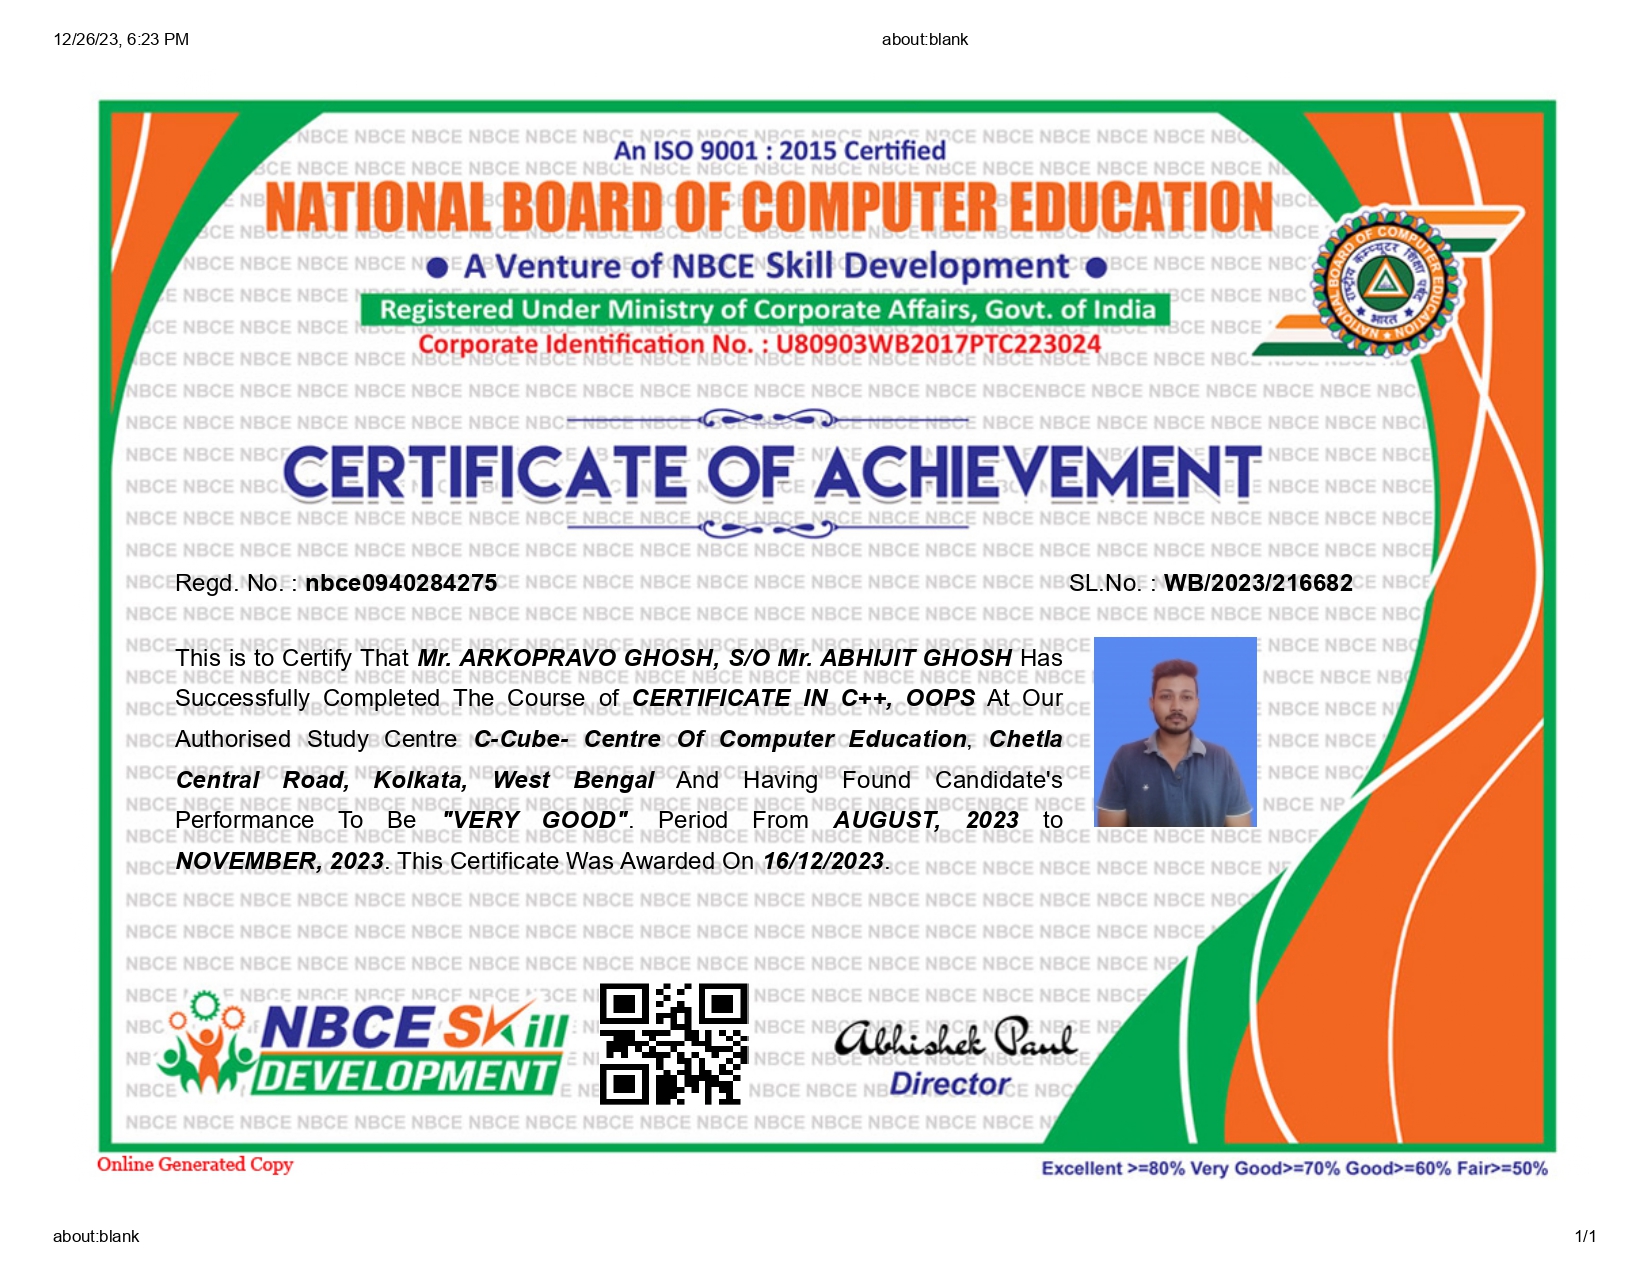 12/26/23, 6:23 PM about:blank
An ISO 9001 : 2015 Certified
NATIONAL BOARD OF COMPUTER EDUCATION
● A Venture of NBCE Skill Development ●
Registered Under Ministry of Corporate Affairs, Govt. of India
Corporate Identification No. : U80903WB2017PTC223024
NATIONAL BOARD OF COMPUTER EDUCATION
राष्ट्रीय कम्प्यूटर शिक्षा
भारत
CERTIFICATE OF ACHIEVEMENT
Regd. No. : nbce0940284275 SL.No. : WB/2023/216682
This is to Certify That Mr. ARKOPRAVO GHOSH, S/O Mr. ABHIJIT GHOSH Has
Successfully Completed The Course of CERTIFICATE IN C++, OOPS At Our
Authorised Study Centre C-Cube- Centre Of Computer Education, Chetla
Central Road, Kolkata, West Bengal And Having Found Candidate's
Performance To Be "VERY GOOD". Period From AUGUST, 2023 to
NOVEMBER, 2023. This Certificate Was Awarded On 16/12/2023.
NBCE Skill
DEVELOPMENT
Abhishek Paul
Director
Online Generated Copy
Excellent >=80% Very Good>=70% Good>=60% Fair>=50%
about:blank 1/1